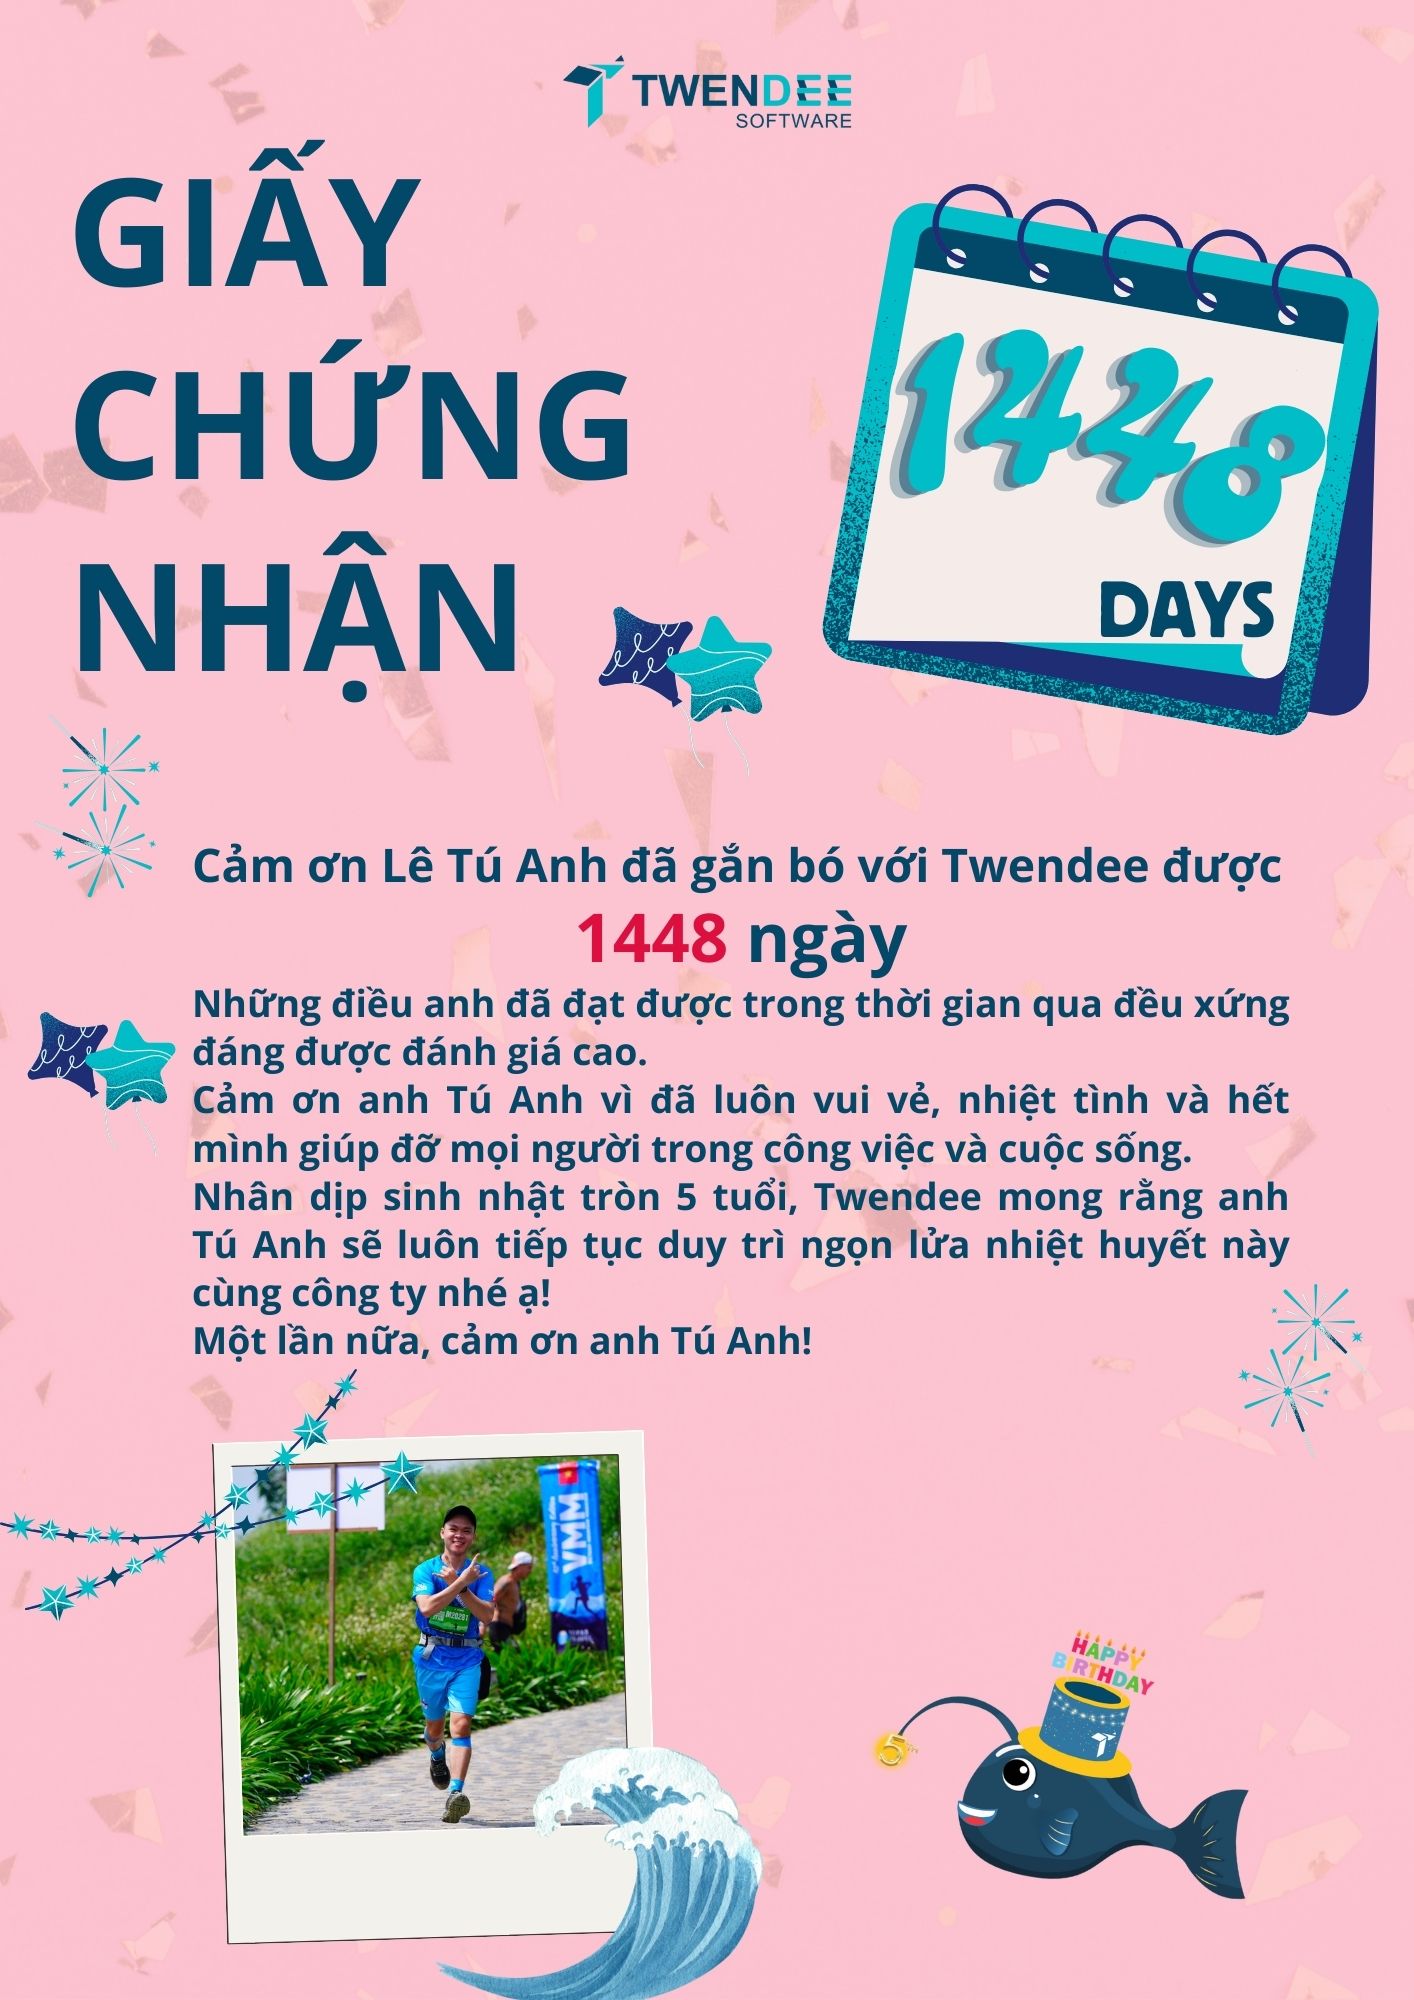 TWENDEE
SOFTWARE
GIẤY
CHỨNG
NHẬN
1448
DAYS
Cảm ơn Lê Tú Anh đã gắn bó với Twendee được
1448 ngày
Những điều anh đã đạt được trong thời gian qua đều xứng
đáng được đánh giá cao.
Cảm ơn anh Tú Anh vì đã luôn vui vẻ, nhiệt tình và hết
mình giúp đỡ mọi người trong công việc và cuộc sống.
Nhân dịp sinh nhật tròn 5 tuổi, Twendee mong rằng anh
Tú Anh sẽ luôn tiếp tục duy trì ngọn lửa nhiệt huyết này
cùng công ty nhé ạ!
Một lần nữa, cảm ơn anh Tú Anh!
VMM
HAPPY
BIRTHDAY
5